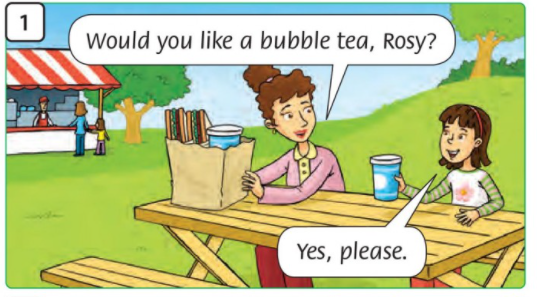 1
Would you like a bubble tea, Rosy?
Yes, please.